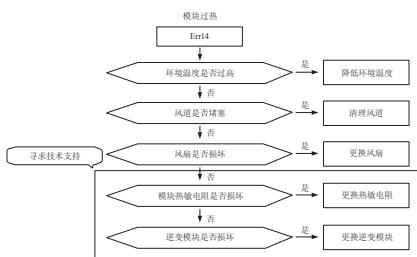 模块过热
Err14
环境温度是否过高
是
降低环境温度
否
风道是否堵塞
是
清理风道
否
寻求技术支持
风扇是否损坏
是
更换风扇
否
模块热敏电阻是否损坏
是
更换热敏电阻
否
逆变模块是否损坏
是
更换逆变模块